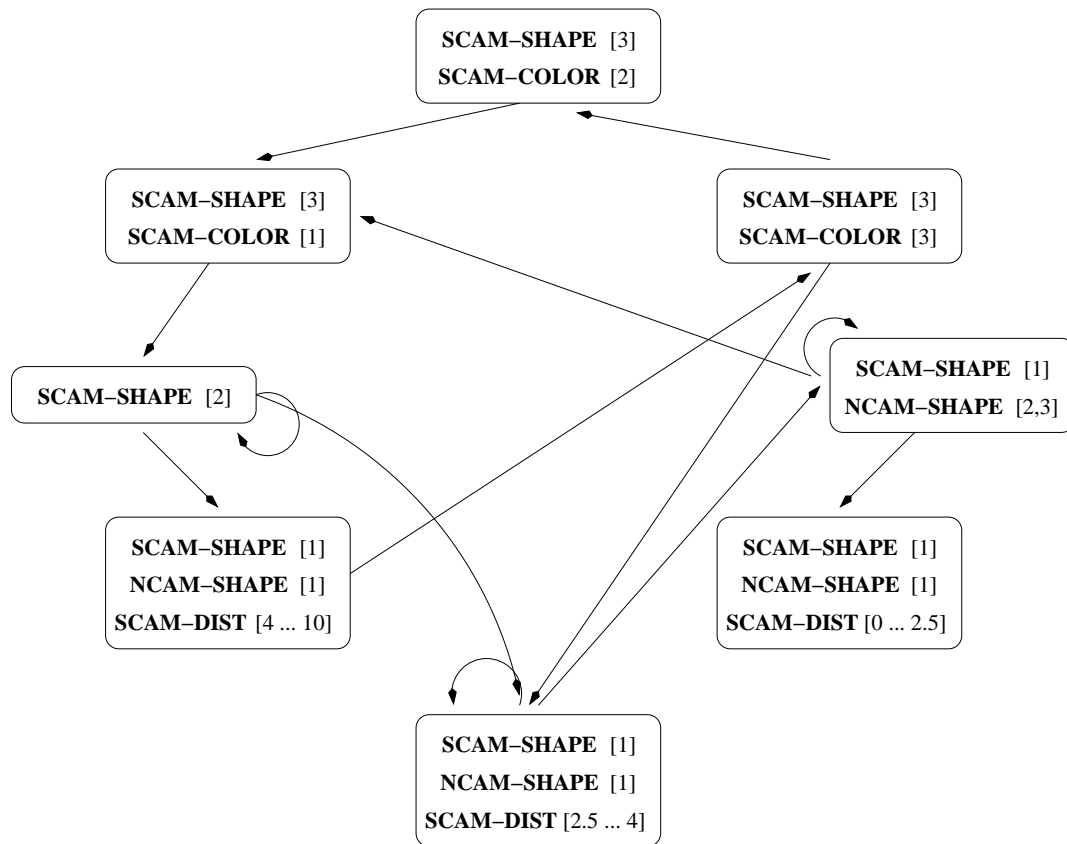 SCAM–SHAPE [3]
SCAM–COLOR [2]
SCAM–SHAPE [3]
SCAM–COLOR [1]
SCAM–SHAPE [3]
SCAM–COLOR [3]
SCAM–SHAPE [2]
SCAM–SHAPE [1]
NCAM–SHAPE [2,3]
SCAM–SHAPE [1]
NCAM–SHAPE [1]
SCAM–DIST [4 ... 10]
SCAM–SHAPE [1]
NCAM–SHAPE [1]
SCAM–DIST [0 ... 2.5]
SCAM–SHAPE [1]
NCAM–SHAPE [1]
SCAM–DIST [2.5 ... 4]